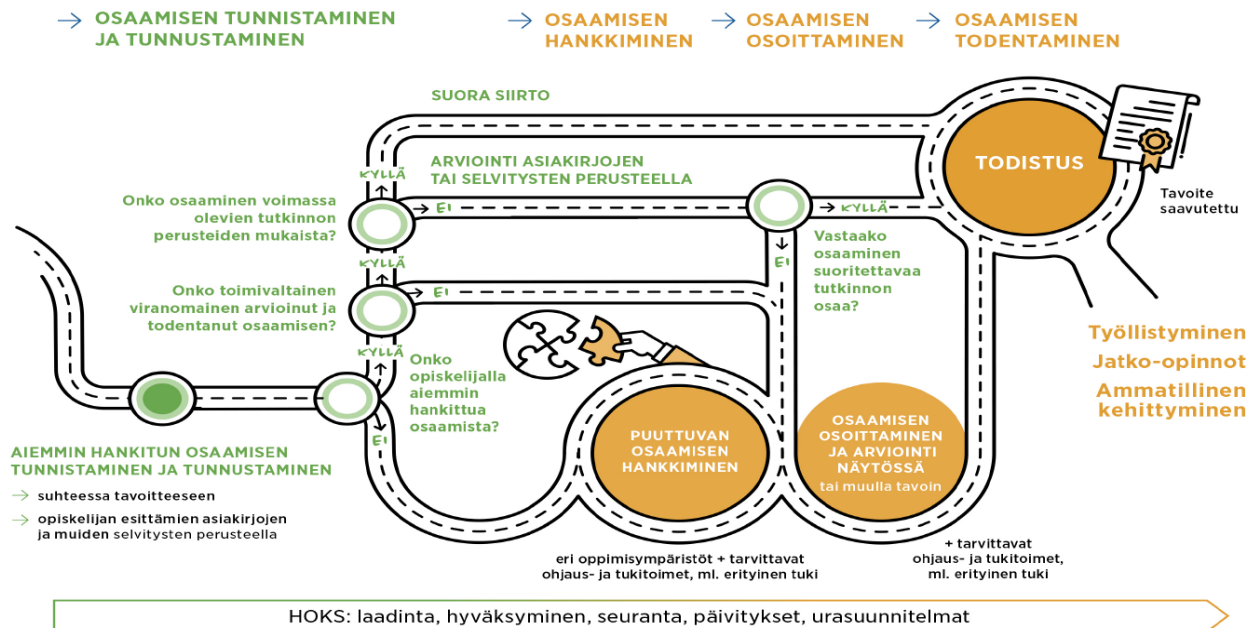 → OSAAMISEN TUNNISTAMINEN
JA TUNNUSTAMINEN
→ OSAAMISEN
HANKKIMINEN
→ OSAAMISEN
OSOITTAMINEN
→ OSAAMISEN
TODENTAMINEN
SUORA SIIRTO
ARVIOINTI ASIAKIRJOJEN
TAI SELVITYSTEN PERUSTEELLA
KYLLÄ
Onko osaaminen voimassa
olevien tutkinnon
perusteiden mukaista?
→ EI
→ KYLLÄ
TODISTUS
Tavoite
saavutettu
Vastaako
osaaminen
suoritettavaa
tutkinnon
osaa?
EI
KYLLÄ
Onko toimivaltainen
viranomainen arvioinut ja
todentanut osaamisen?
→ EI
KYLLÄ
Onko
opiskelijalla
aiemmin
hankittua
osaamista?
EI
Työllistyminen
Jatko-opinnot
Ammatillinen
kehittyminen
AIEMMIN HANKITUN OSAAMISEN
TUNNISTAMINEN JA TUNNUSTAMINEN
→ suhteessa tavoitteeseen
→ opiskelijan esittämien asiakirjojen
ja muiden selvitysten perusteella
PUUTTUVAN
OSAAMISEN
HANKKIMINEN
OSAAMISEN
OSOITTAMINEN
JA ARVIOINTI
NÄYTÖSSÄ
tai muulla tavoin
eri oppimisympäristöt + tarvittavat
ohjaus- ja tukitoimet, ml. erityinen tuki
+ tarvittavat
ohjaus- ja tukitoimet,
ml. erityinen tuki
HOKS: laadinta, hyväksyminen, seuranta, päivitykset, urasuunnitelmat